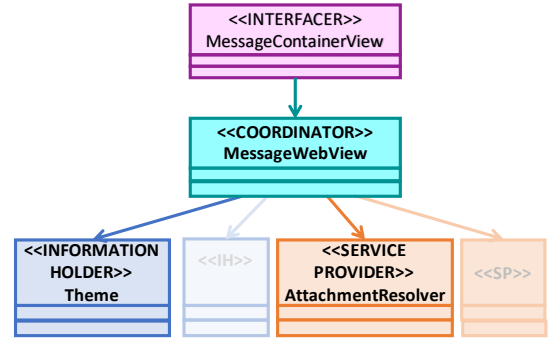 <<INTERFACER>>
MessageContainerView
<<COORDINATOR>>
MessageWebView
<<INFORMATION
HOLDER>>
Theme
<<IH>>
<<SERVICE
PROVIDER>>
AttachmentResolver
<<SP>>